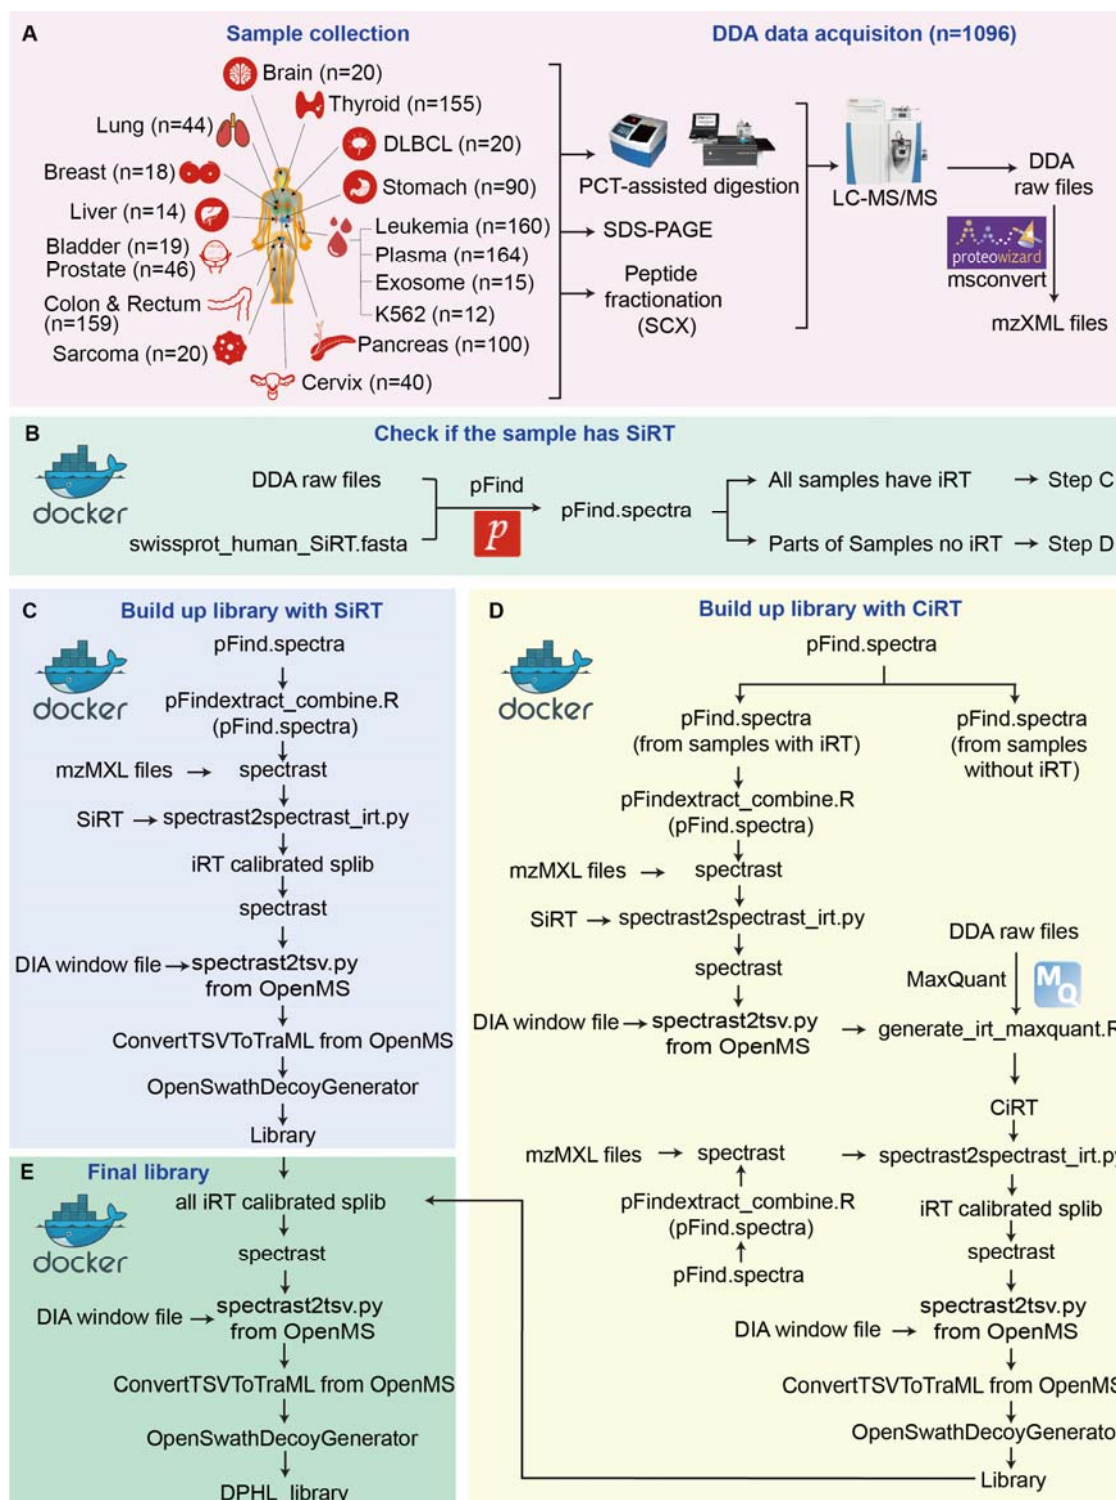 A
Sample collection
DDA data acquisiton (n=1096)
Brain (n=20)
Thyroid (n=155)
Lung (n=44)
DLBCL (n=20)
Breast (n=18)
Stomach (n=90)
Liver (n=14)
Leukemia (n=160)
Bladder (n=19)
Plasma (n=164)
Prostate (n=46)
Exosome (n=15)
Colon & Rectum
(n=159)
K562 (n=12)
Sarcoma (n=20)
Pancreas (n=100)
Cervix (n=40)
PCT-assisted digestion
SDS-PAGE
Peptide
fractionation
(SCX)
LC-MS/MS
DDA
raw files
proteowizard
msconvert
mzXML files
B
Check if the sample has SiRT
docker
DDA raw files
swissprot_human_SiRT.fasta
pFind
p
pFind.spectra
All samples have iRT
Step C
Parts of Samples no iRT
Step D
C
Build up library with SiRT
docker
pFind.spectra
pFindextract_combine.R
(pFind.spectra)
mzMXL files
spectrast
SiRT
spectrast2spectrast_irt.py
iRT calibrated splib
spectrast
DIA window file
spectrast2tsv.py
from OpenMS
ConvertTSVToTraML from OpenMS
OpenSwathDecoyGenerator
Library
D
Build up library with CiRT
docker
pFind.spectra
pFind.spectra
(from samples with iRT)
pFind.spectra
(from samples
without iRT)
pFindextract_combine.R
(pFind.spectra)
mzMXL files
spectrast
SiRT
spectrast2spectrast_irt.py
spectrast
DDA raw files
MaxQuant
MQ
DIA window file
spectrast2tsv.py
from OpenMS
generate_irt_maxquant.R
CiRT
mzMXL files
spectrast
spectrast2spectrast_irt.py
pFindextract_combine.R
(pFind.spectra)
pFind.spectra
iRT calibrated splib
spectrast
DIA window file
spectrast2tsv.py
from OpenMS
ConvertTSVToTraML from OpenMS
OpenSwathDecoyGenerato
Library
E
Final library
docker
all iRT calibrated splib
spectrast
DIA window file
spectrast2tsv.py
from OpenMS
ConvertTSVToTraML from OpenMS
OpenSwathDecoyGenerator
DPHL library